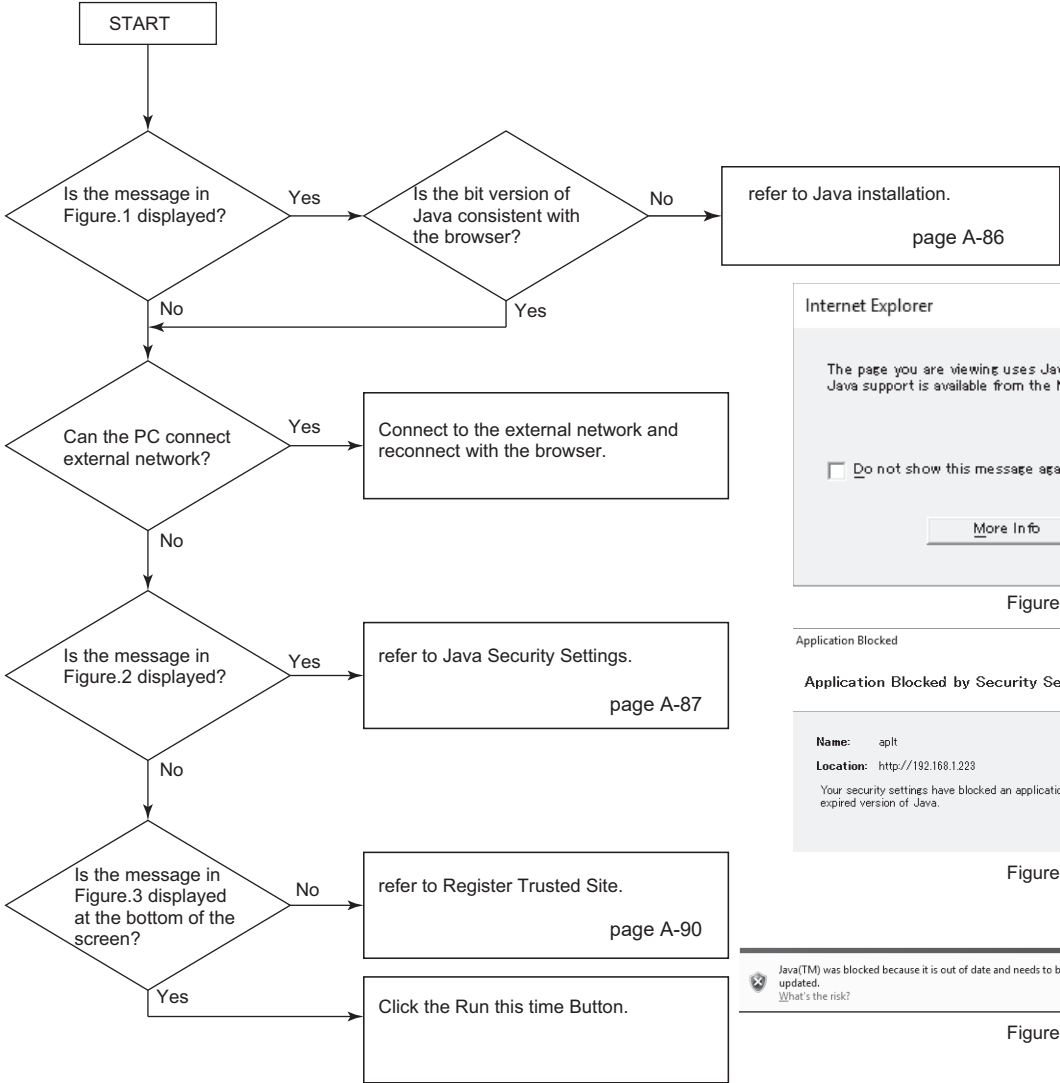 START
Is the message in
Figure.1 displayed?
Yes
Is the bit version of
Java consistent with
the browser?
No
refer to Java installation.
page A-86
No
Yes
Can the PC connect
external network?
Yes
Connect to the external network and
reconnect with the browser.
No
Is the message in
Figure.2 displayed?
Yes
refer to Java Security Settings.
page A-87
No
Is the message in
Figure.3 displayed
at the bottom of the
screen?
No
refer to Register Trusted Site.
page A-90
Yes
Click the Run this time Button.
Internet Explorer
The page you are viewing uses
Java support is available from the
Do not show this message
More Info
Figure
Application Blocked
Application Blocked by Security
Name: aplt
Location: http://192.168.1.223
Your security settings have blocked an
expired version of Java.
Figure
Java(TM) was blocked because it is out of date and needs to
updated.
What's the risk?
Figure